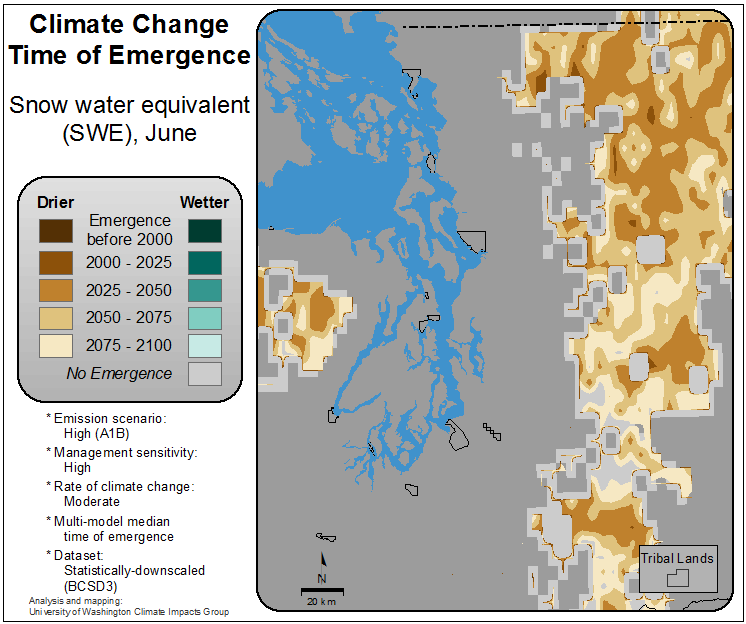 Climate Change
Time of Emergence
Snow water equivalent
(SWE), June
Drier Wetter
Emergence
before 2000
2000 - 2025
2025 - 2050
2050 - 2075
2075 - 2100
No Emergence
* Emission scenario:
High (A1B)
* Management sensitivity:
High
* Rate of climate change:
Moderate
* Multi-model median
time of emergence
* Dataset:
Statistically-downscaled
(BCSD3)
Analysis and mapping:
University of Washington Climate Impacts Group
N
20 km
Tribal Lands